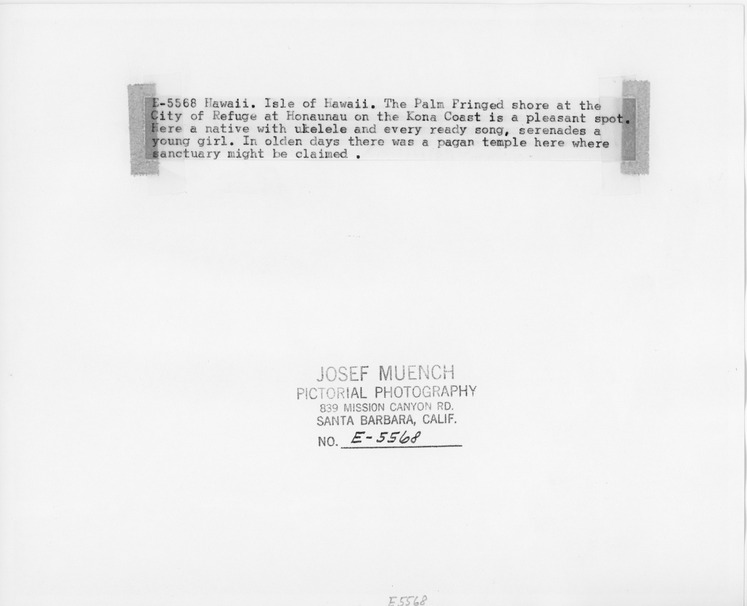 E-5568 Hawaii. Isle of Hawaii. The Palm Fringed shore at the
City of Refuge at Honaunau on the Kona Coast is a pleasant spot.
Here a native with ukelele and every ready song, serenades a
young girl. In olden days there was a pagan temple here where
sanctuary might be claimed .
JOSEF MUENCH
PICTORIAL PHOTOGRAPHY
839 MISSION CANYON RD.
SANTA BARBARA, CALIF.
NO. E-5568
E5568